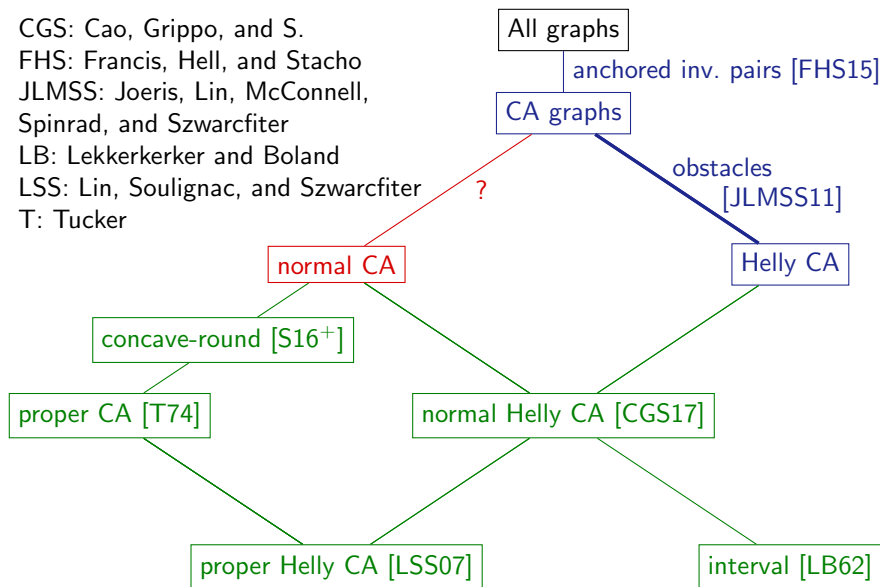 CGS: Cao, Grippo, and S.
FHS: Francis, Hell, and Stacho
JLMSS: Joeris, Lin, McConnell,
Spinrad, and Szwarcfiter
LB: Lekkerkerker and Boland
LSS: Lin, Soulignac, and Szwarcfiter
T: Tucker
All graphs
anchored inv. pairs [FHS15]
CA graphs
obstacles
[JLMSS11]
?
normal CA
Helly CA
concave-round [S16⁺]
proper CA [T74]
normal Helly CA [CGS17]
proper Helly CA [LSS07]
interval [LB62]